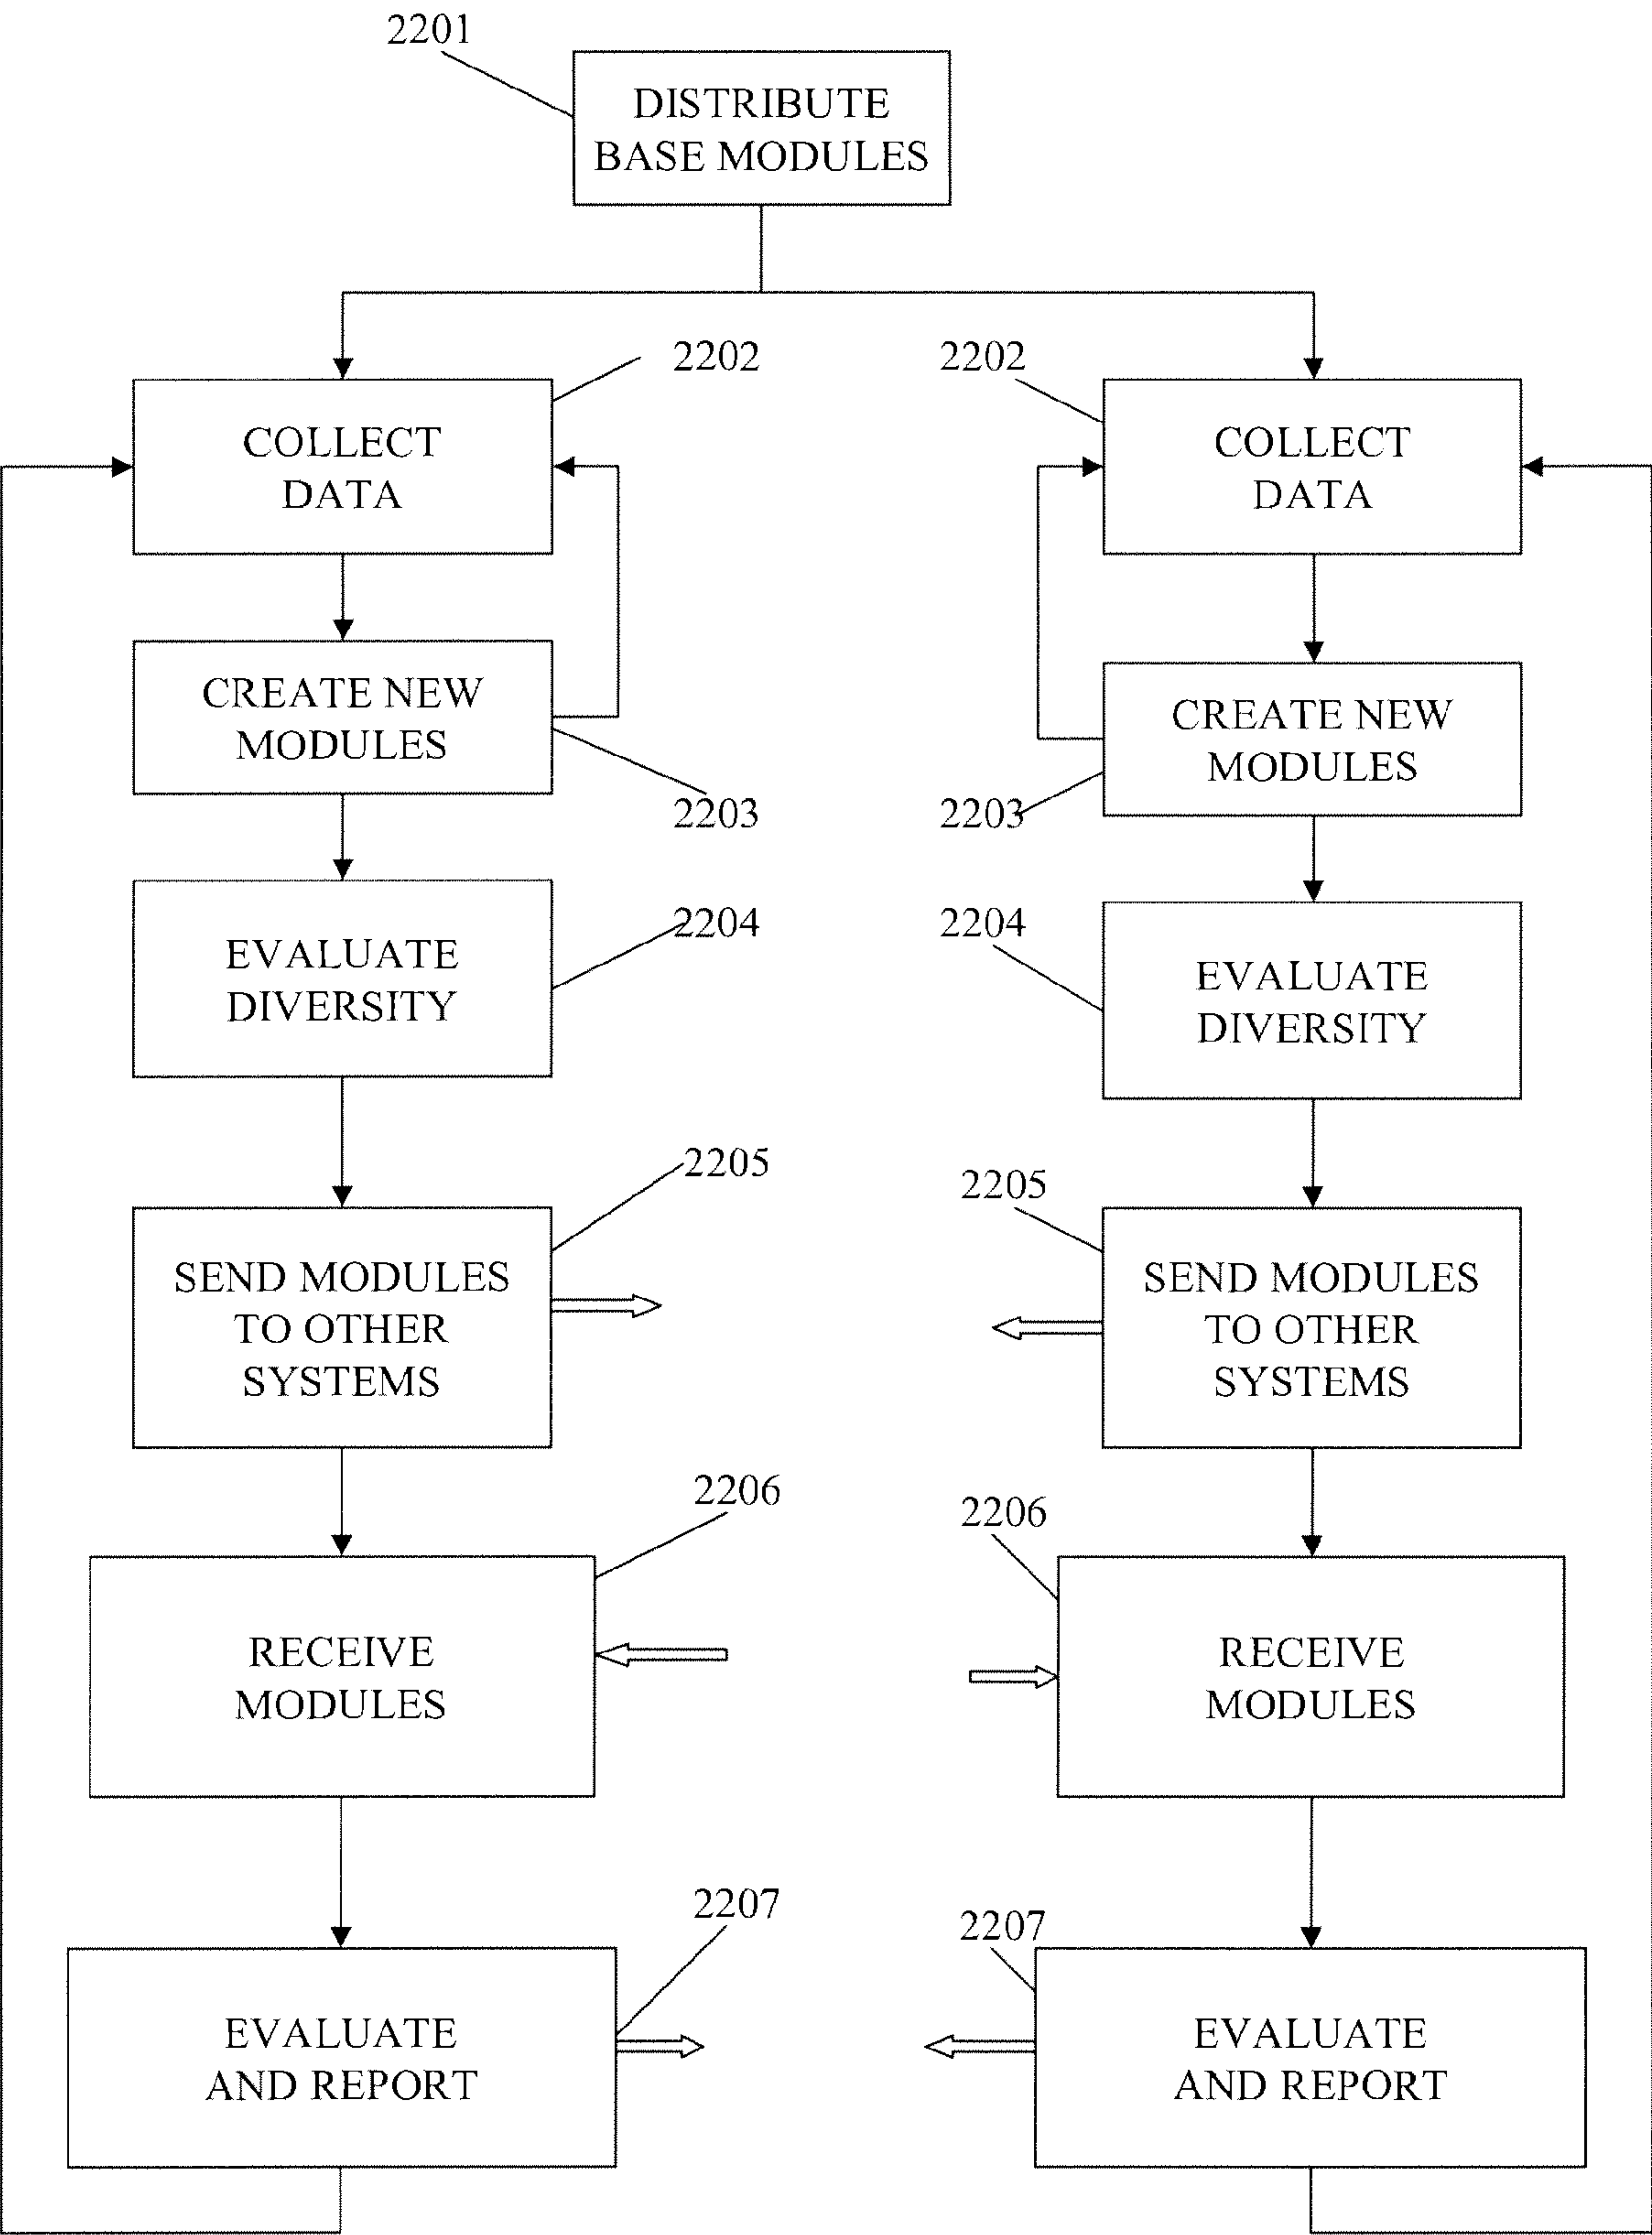 2201
DISTRIBUTE
BASE MODULES
2202
COLLECT
DATA
CREATE NEW
MODULES
2203
2204
EVALUATE
DIVERSITY
2205
SEND MODULES
TO OTHER
SYSTEMS
2206
RECEIVE
MODULES
2207
EVALUATE
AND REPORT
2202
COLLECT
DATA
CREATE NEW
MODULES
2203
2204
EVALUATE
DIVERSITY
2205
SEND MODULES
TO OTHER
SYSTEMS
2206
RECEIVE
MODULES
2207
EVALUATE
AND REPORT